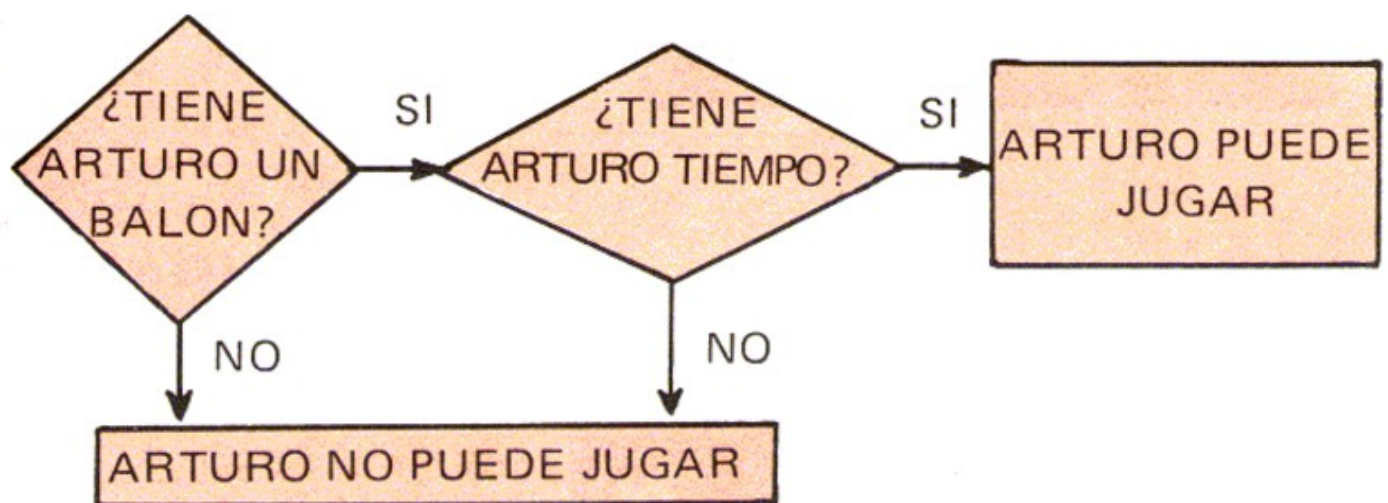 ¿TIENE
ARTURO UN
BALON?
SI
¿TIENE
ARTURO TIEMPO?
SI
ARTURO PUEDE
JUGAR
NO
NO
ARTURO NO PUEDE JUGAR